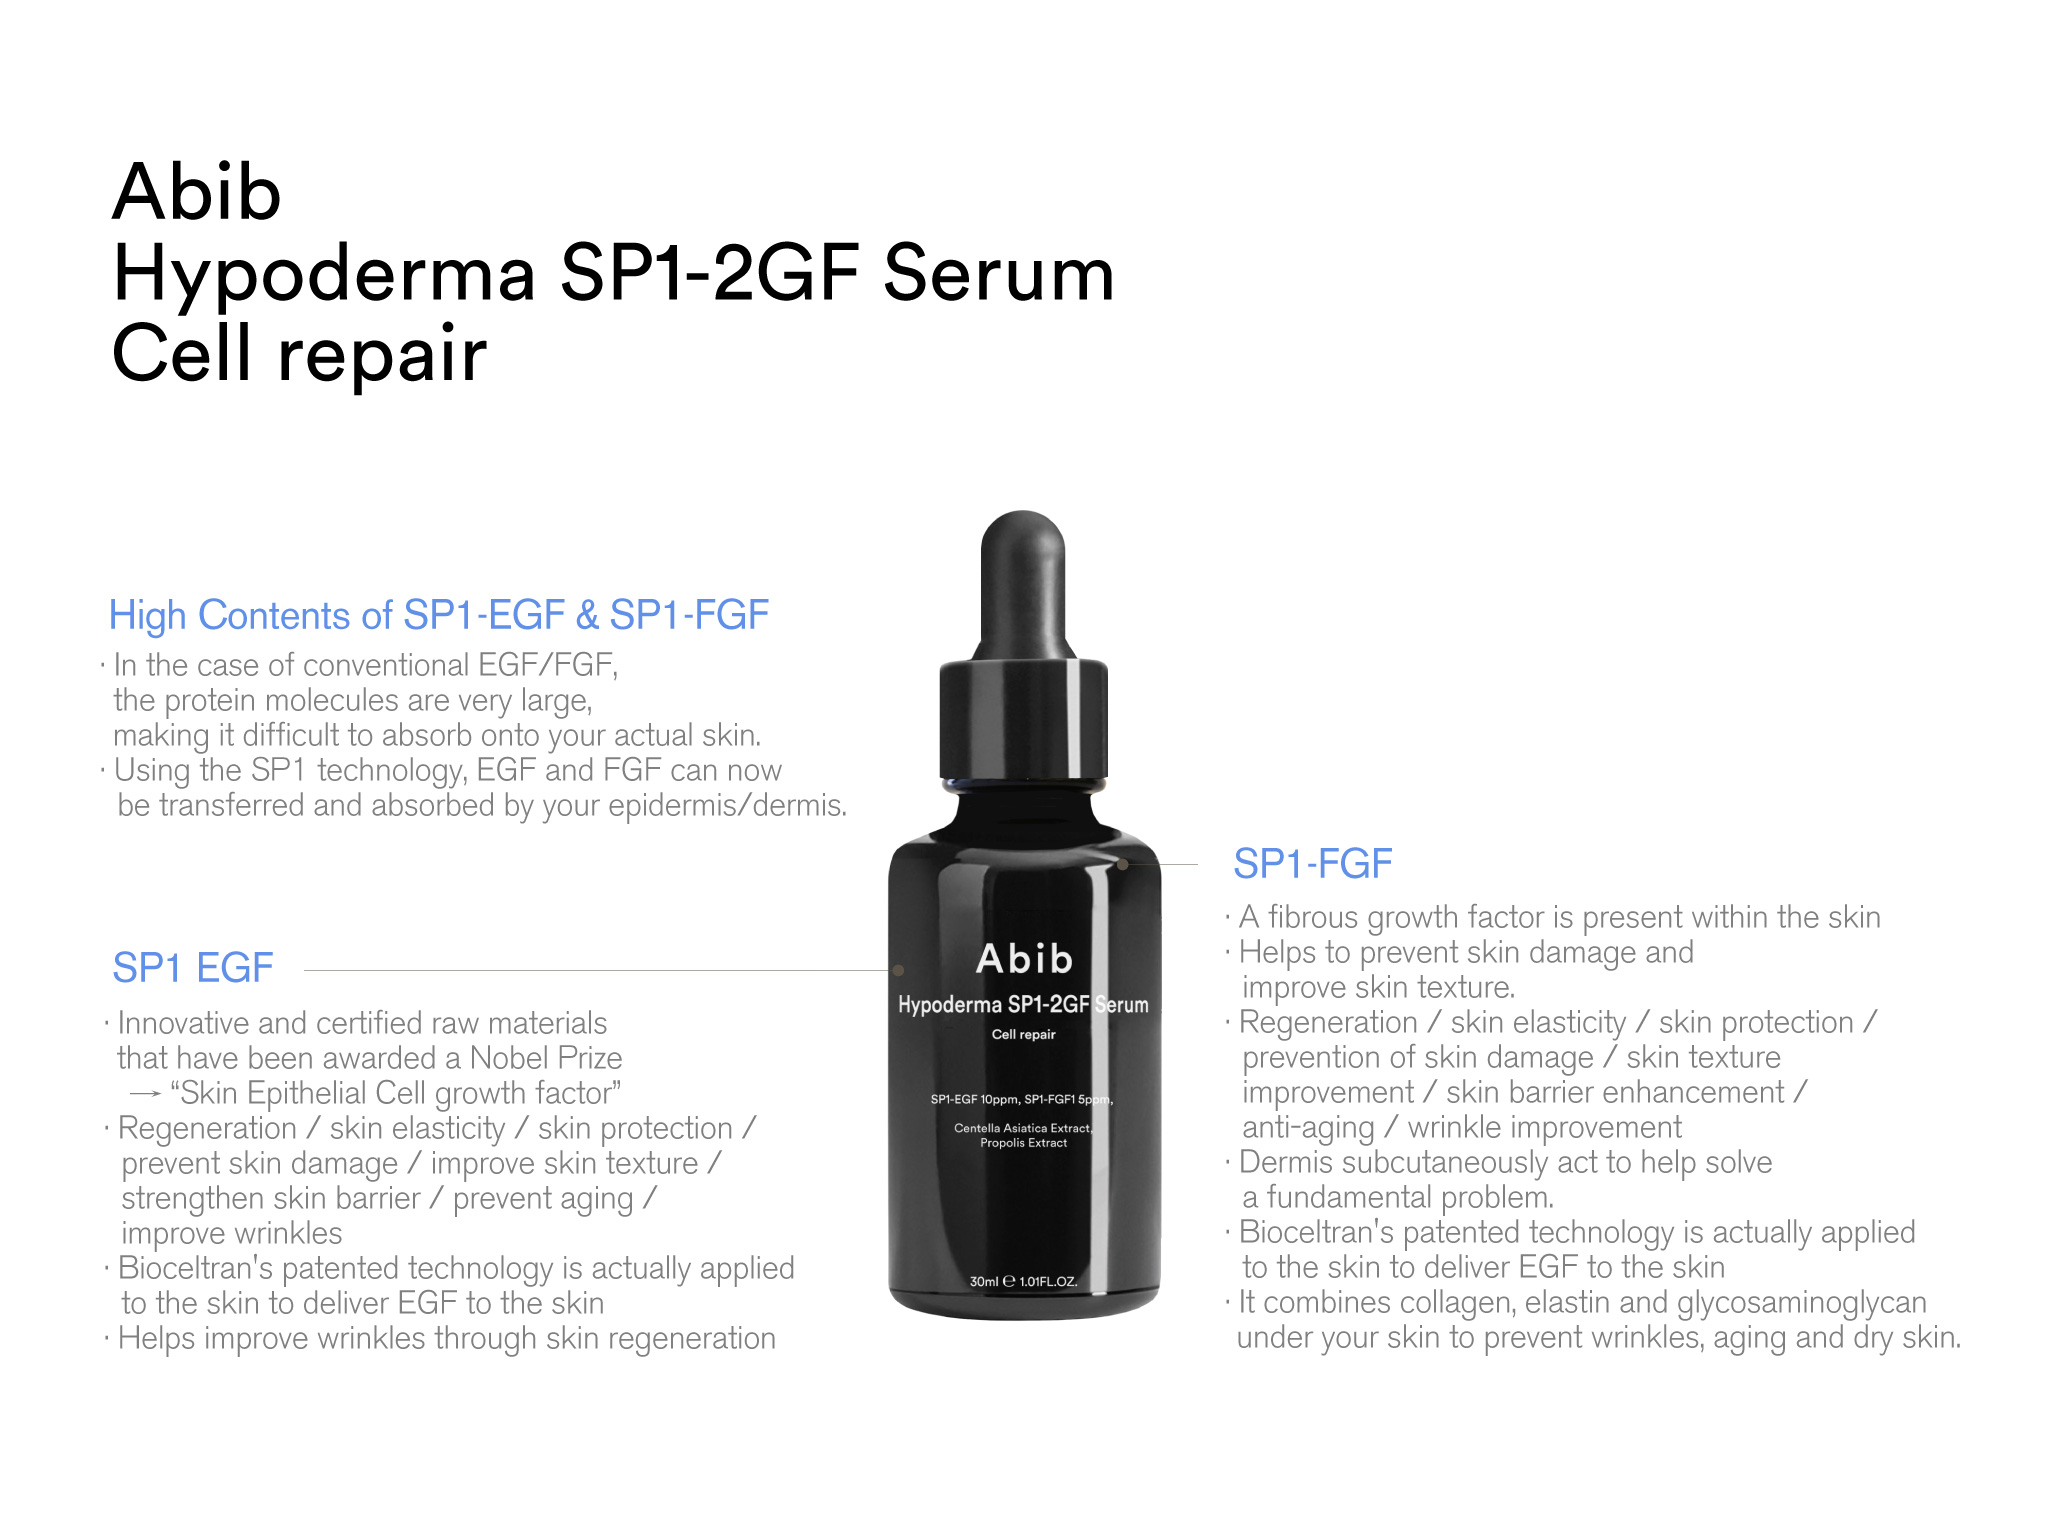 Abib
Hypoderma SP1-2GF Serum
Cell repair
High Contents of SP1-EGF & SP1-FGF
· In the case of conventional EGF/FGF,
the protein molecules are very large,
making it difficult to absorb onto your actual skin.
· Using the SP1 technology, EGF and FGF can now
be transferred and absorbed by your epidermis/dermis.
SP1 EGF
· Innovative and certified raw materials
that have been awarded a Nobel Prize
→ “Skin Epithelial Cell growth factor”
· Regeneration / skin elasticity / skin protection /
prevent skin damage / improve skin texture /
strengthen skin barrier / prevent aging /
improve wrinkles
· Bioceltran's patented technology is actually applied
to the skin to deliver EGF to the skin
· Helps improve wrinkles through skin regeneration
Abib
Hypoderma SP1-2GF Serum
Cell repair
SP1-EGF 10ppm, SP1-FGF1 5ppm,
Centella Asiatica Extract,
Propolis Extract
30ml ℮ 1.01FL.OZ.
SP1-FGF
· A fibrous growth factor is present within the skin
· Helps to prevent skin damage and
improve skin texture.
· Regeneration / skin elasticity / skin protection /
prevention of skin damage / skin texture
improvement / skin barrier enhancement /
anti-aging / wrinkle improvement
· Dermis subcutaneously act to help solve
a fundamental problem.
· Bioceltran's patented technology is actually applied
to the skin to deliver EGF to the skin
· It combines collagen, elastin and glycosaminoglycan
under your skin to prevent wrinkles, aging and dry skin.